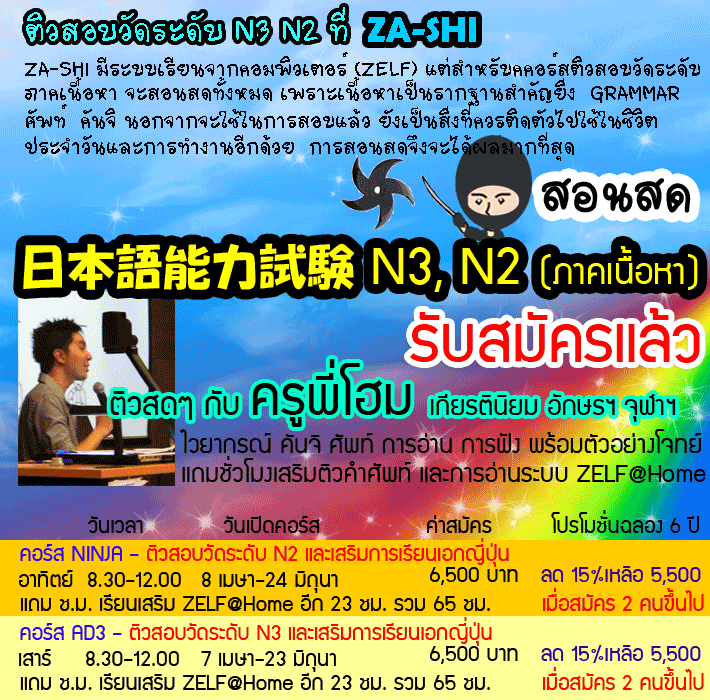 ติวสอบวัดระดับ N3 N2 ที่ ZA-SHI
ZA-SHI มีระบบเรียนจากคอมพิวเตอร์ (ZELF) แต่สำหรับคคอร์สติวสอบวัดระดับ
ภาคเนื้อหา จะสอนสดทั้งหมด เพราะเนื้อหาเป็นรากฐานสำคัญยิ่ง GRAMMAR
ศัพท์ คันจิ นอกจากจะใช้ในการสอบแล้ว ยังเป็นสิ่งที่ควรติดตัวไปใช้ในชีวิต
ประจำวันและการทำงานอีกด้วย การสอนสดจึงจะได้ผลมากที่สุด
สอนสด
日本語能力試験 N3, N2 (ภาคเนื้อหา)
รับสมัครแล้ว
ติวสดๆ กับ ครูพี่โฮม เกียรตินิยม อักษรฯ จุฬาฯ
ไวยากรณ์ คันจิ ศัพท์ การอ่าน การฟัง พร้อมตัวอย่างโจทย์
แถมชั่วโมงเสริมติวคำศัพท์ และการอ่านระบบ ZELF@Home
วันเวลา วันเปิดคอร์ส ค่าสมัคร โปรโมชั่นฉลอง 6 ปี
คอร์ส NINJA - ติวสอบวัดระดับ N2 และเสริมการเรียนเอกญี่ปุ่น
อาทิตย์ 8.30-12.00 8 เมษา-24 มิถุนา 6,500 บาท ลด 15%เหลือ 5,500
แถม ช.ม. เรียนเสริม ZELF@Home อีก 23 ชม. รวม 65 ชม. เมื่อสมัคร 2 คนขึ้นไป
คอร์ส AD3 - ติวสอบวัดระดับ N3 และเสริมการเรียนเอกญี่ปุ่น
เสาร์ 8.30-12.00 7 เมษา-23 มิถุนา 6,500 บาท ลด 15%เหลือ 5,500
แถม ช.ม. เรียนเสริม ZELF@Home อีก 23 ชม. รวม 65 ชม. เมื่อสมัคร 2 คนขึ้นไป